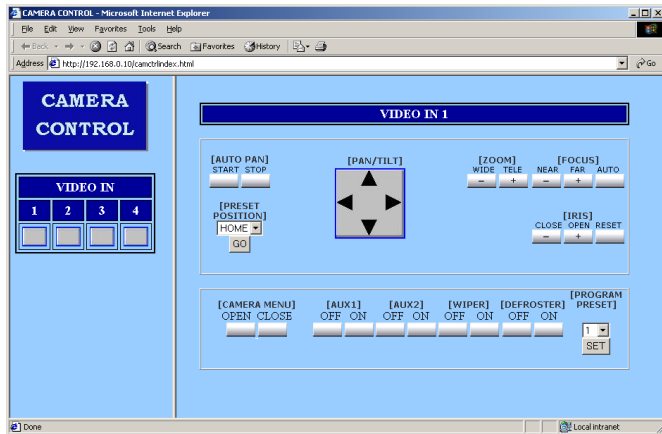 CAMERA CONTROL - Microsoft Internet Explorer
File Edit View Favorites Tools Help
Back Search Favorites History
Address http://192.168.0.10/camctrlindex.html Go
CAMERA
CONTROL
VIDEO IN
1 2 3 4
VIDEO IN 1
[AUTO PAN]
START STOP
[PRESET
POSITION]
HOME
GO
[PAN/TILT]
[ZOOM]
WIDE TELE
- +
[FOCUS]
NEAR FAR AUTO
- +
[IRIS]
CLOSE OPEN RESET
- +
[CAMERA MENU]
OPEN CLOSE
[AUX1]
OFF ON
[AUX2]
OFF ON
[WIPER]
OFF ON
[DEFROSTER]
OFF ON
[PROGRAM
PRESET]
1
SET
Done Local intranet